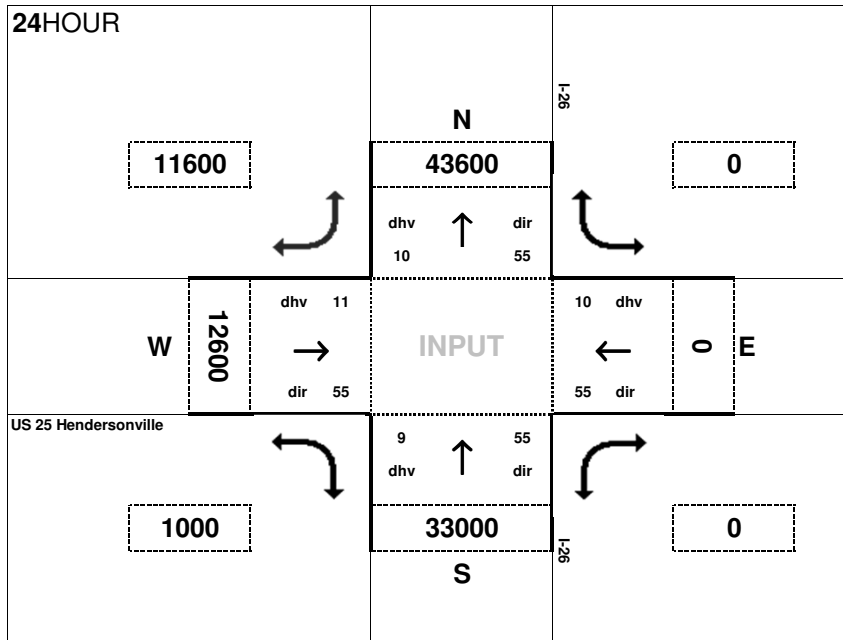 24HOUR
I-26
N
11600
43600
0
dhv dir
10 55
dhv 11
10 dhv
W
12600
INPUT
0
E
dir 55
55 dir
US 25 Hendersonville
9 55
dhv dir
1000
33000
0
I-26
S